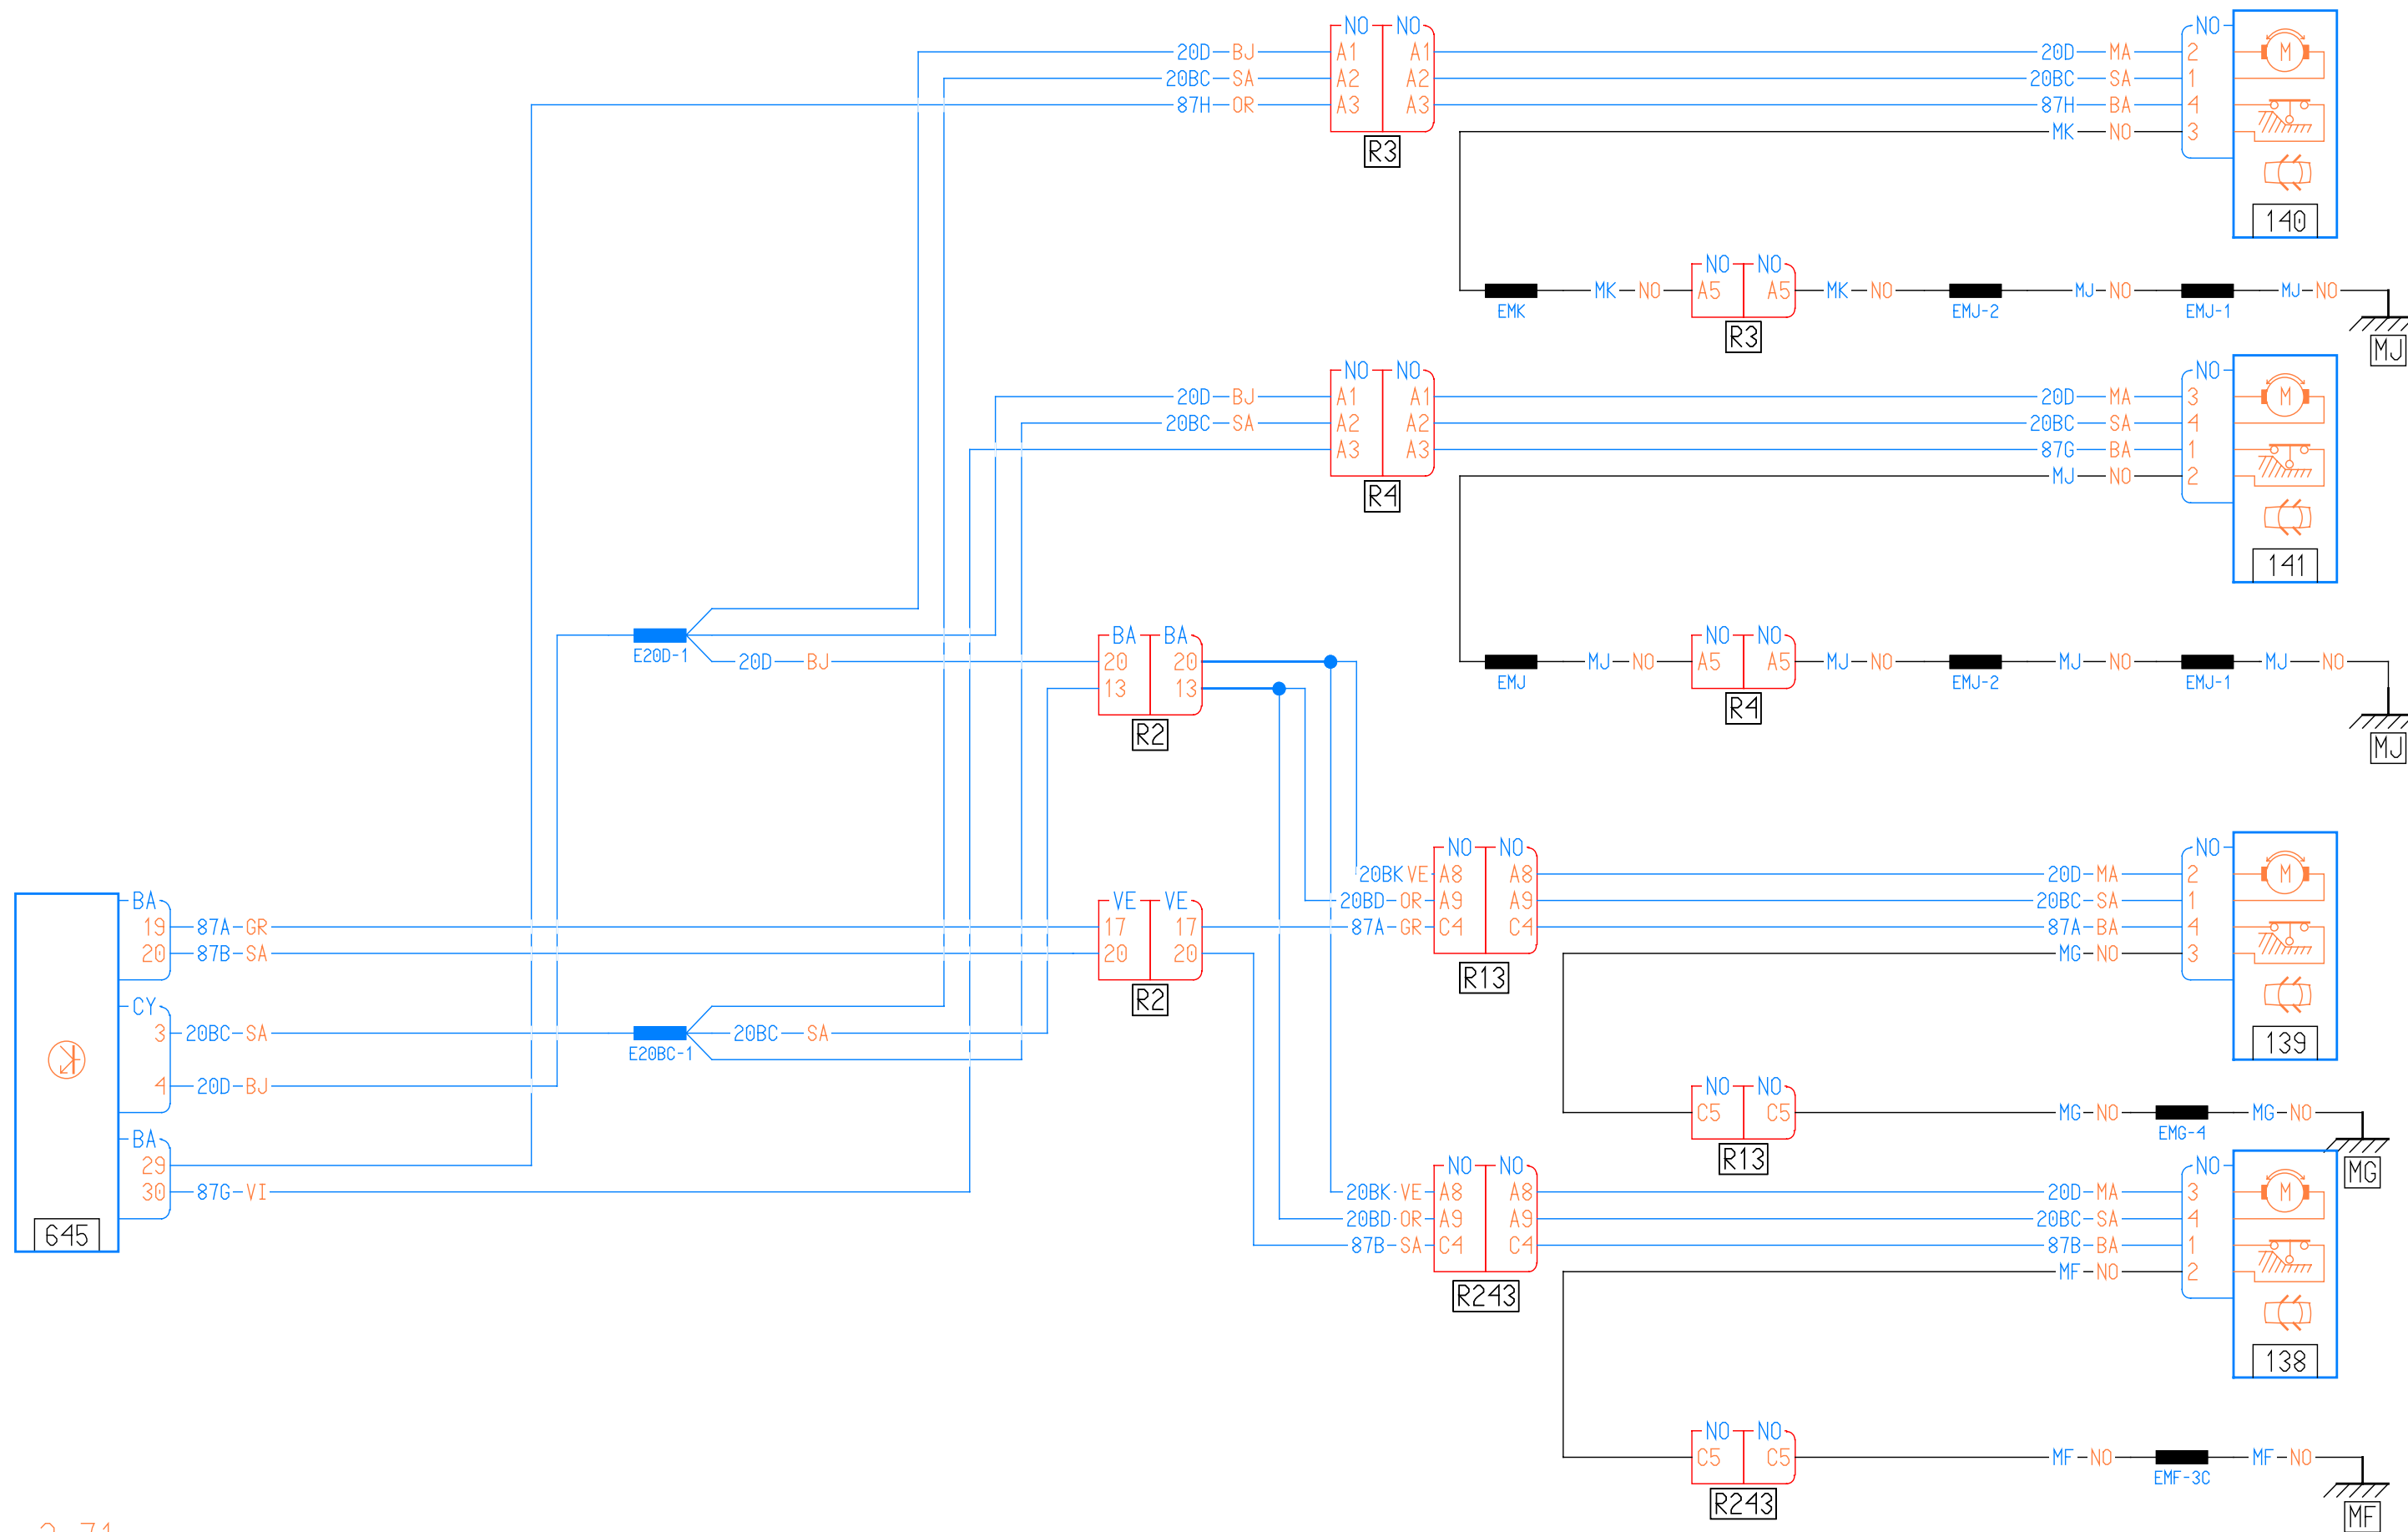 NO NO NO
20D BJ A1 A1 20D MA 2 M
20BC SA A2 A2 20BC SA 1
87H OR A3 A3 87H BA 4
MK NO 3
R3
140
NO NO
MK NO A5 A5 MK NO MJ NO MJ NO
EMK EMJ-2 EMJ-1
R3
MJ
NO NO NO
20D BJ A1 A1 20D MA 3 M
20BC SA A2 A2 20BC SA 4
A3 A3 87G BA 1
MJ NO 2
R4
141
BA BA NO NO
E20D-1 20D BJ 20 20 MJ NO A5 A5 MJ NO MJ NO MJ NO
EMJ EMJ-2 EMJ-1
13 13
R2 R4
MJ
NO NO NO
20BK VE A8 A8 20D MA 2 M
BA VE VE 20BD OR A9 A9 20BC SA 1
19 87A GR 17 17 87A GR C4 C4 87A BA 4
20 87B SA 20 20 MG NO 3
R2 R13
CY
3 20BC SA 20BC SA
E20BC-1
139
4 20D BJ
NO NO
C5 C5 MG NO MG NO
EMG-4
BA
R13
MG
29 NO NO NO
30 87G VI 20BK VE A8 A8 20D MA 3 M
20BD OR A9 A9 20BC SA 4
645 87B SA C4 C4 87B BA 1
MF NO 2
R243
138
NO NO
C5 C5 MF NO MF NO
EMF-3C
R243
MF